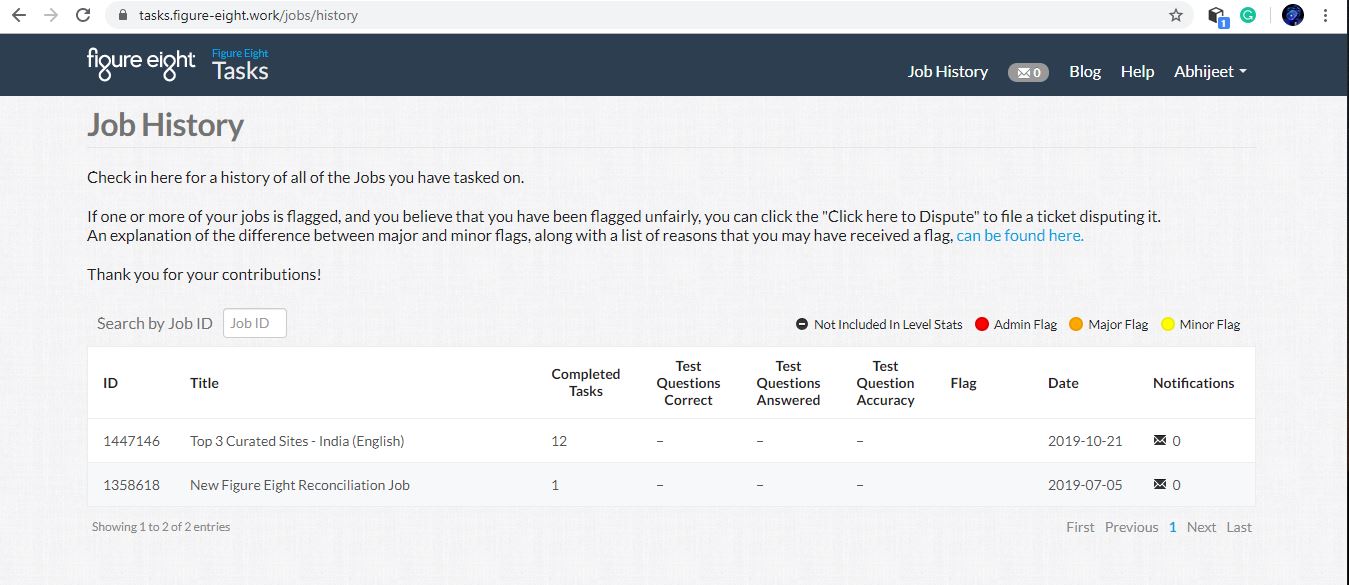 tasks.figure-eight.work/jobs/history
figure eight
Figure Eight
Tasks
Job History
0
Blog
Help
Abhijeet
Job History
Check in here for a history of all of the Jobs you have tasked on.
If one or more of your jobs is flagged, and you believe that you have been flagged unfairly, you can click the "Click here to Dispute" to file a ticket disputing it.
An explanation of the difference between major and minor flags, along with a list of reasons that you may have received a flag, can be found here.
Thank you for your contributions!
Search by Job ID Job ID
Not Included In Level Stats Admin Flag Major Flag Minor Flag
ID Title Completed Tasks Test Questions Correct Test Questions Answered Test Question Accuracy Flag Date Notifications
1447146 Top 3 Curated Sites - India (English) 12 - - - 2019-10-21 0
1358618 New Figure Eight Reconciliation Job 1 - - - 2019-07-05 0
Showing 1 to 2 of 2 entries
First Previous 1 Next Last
1
G